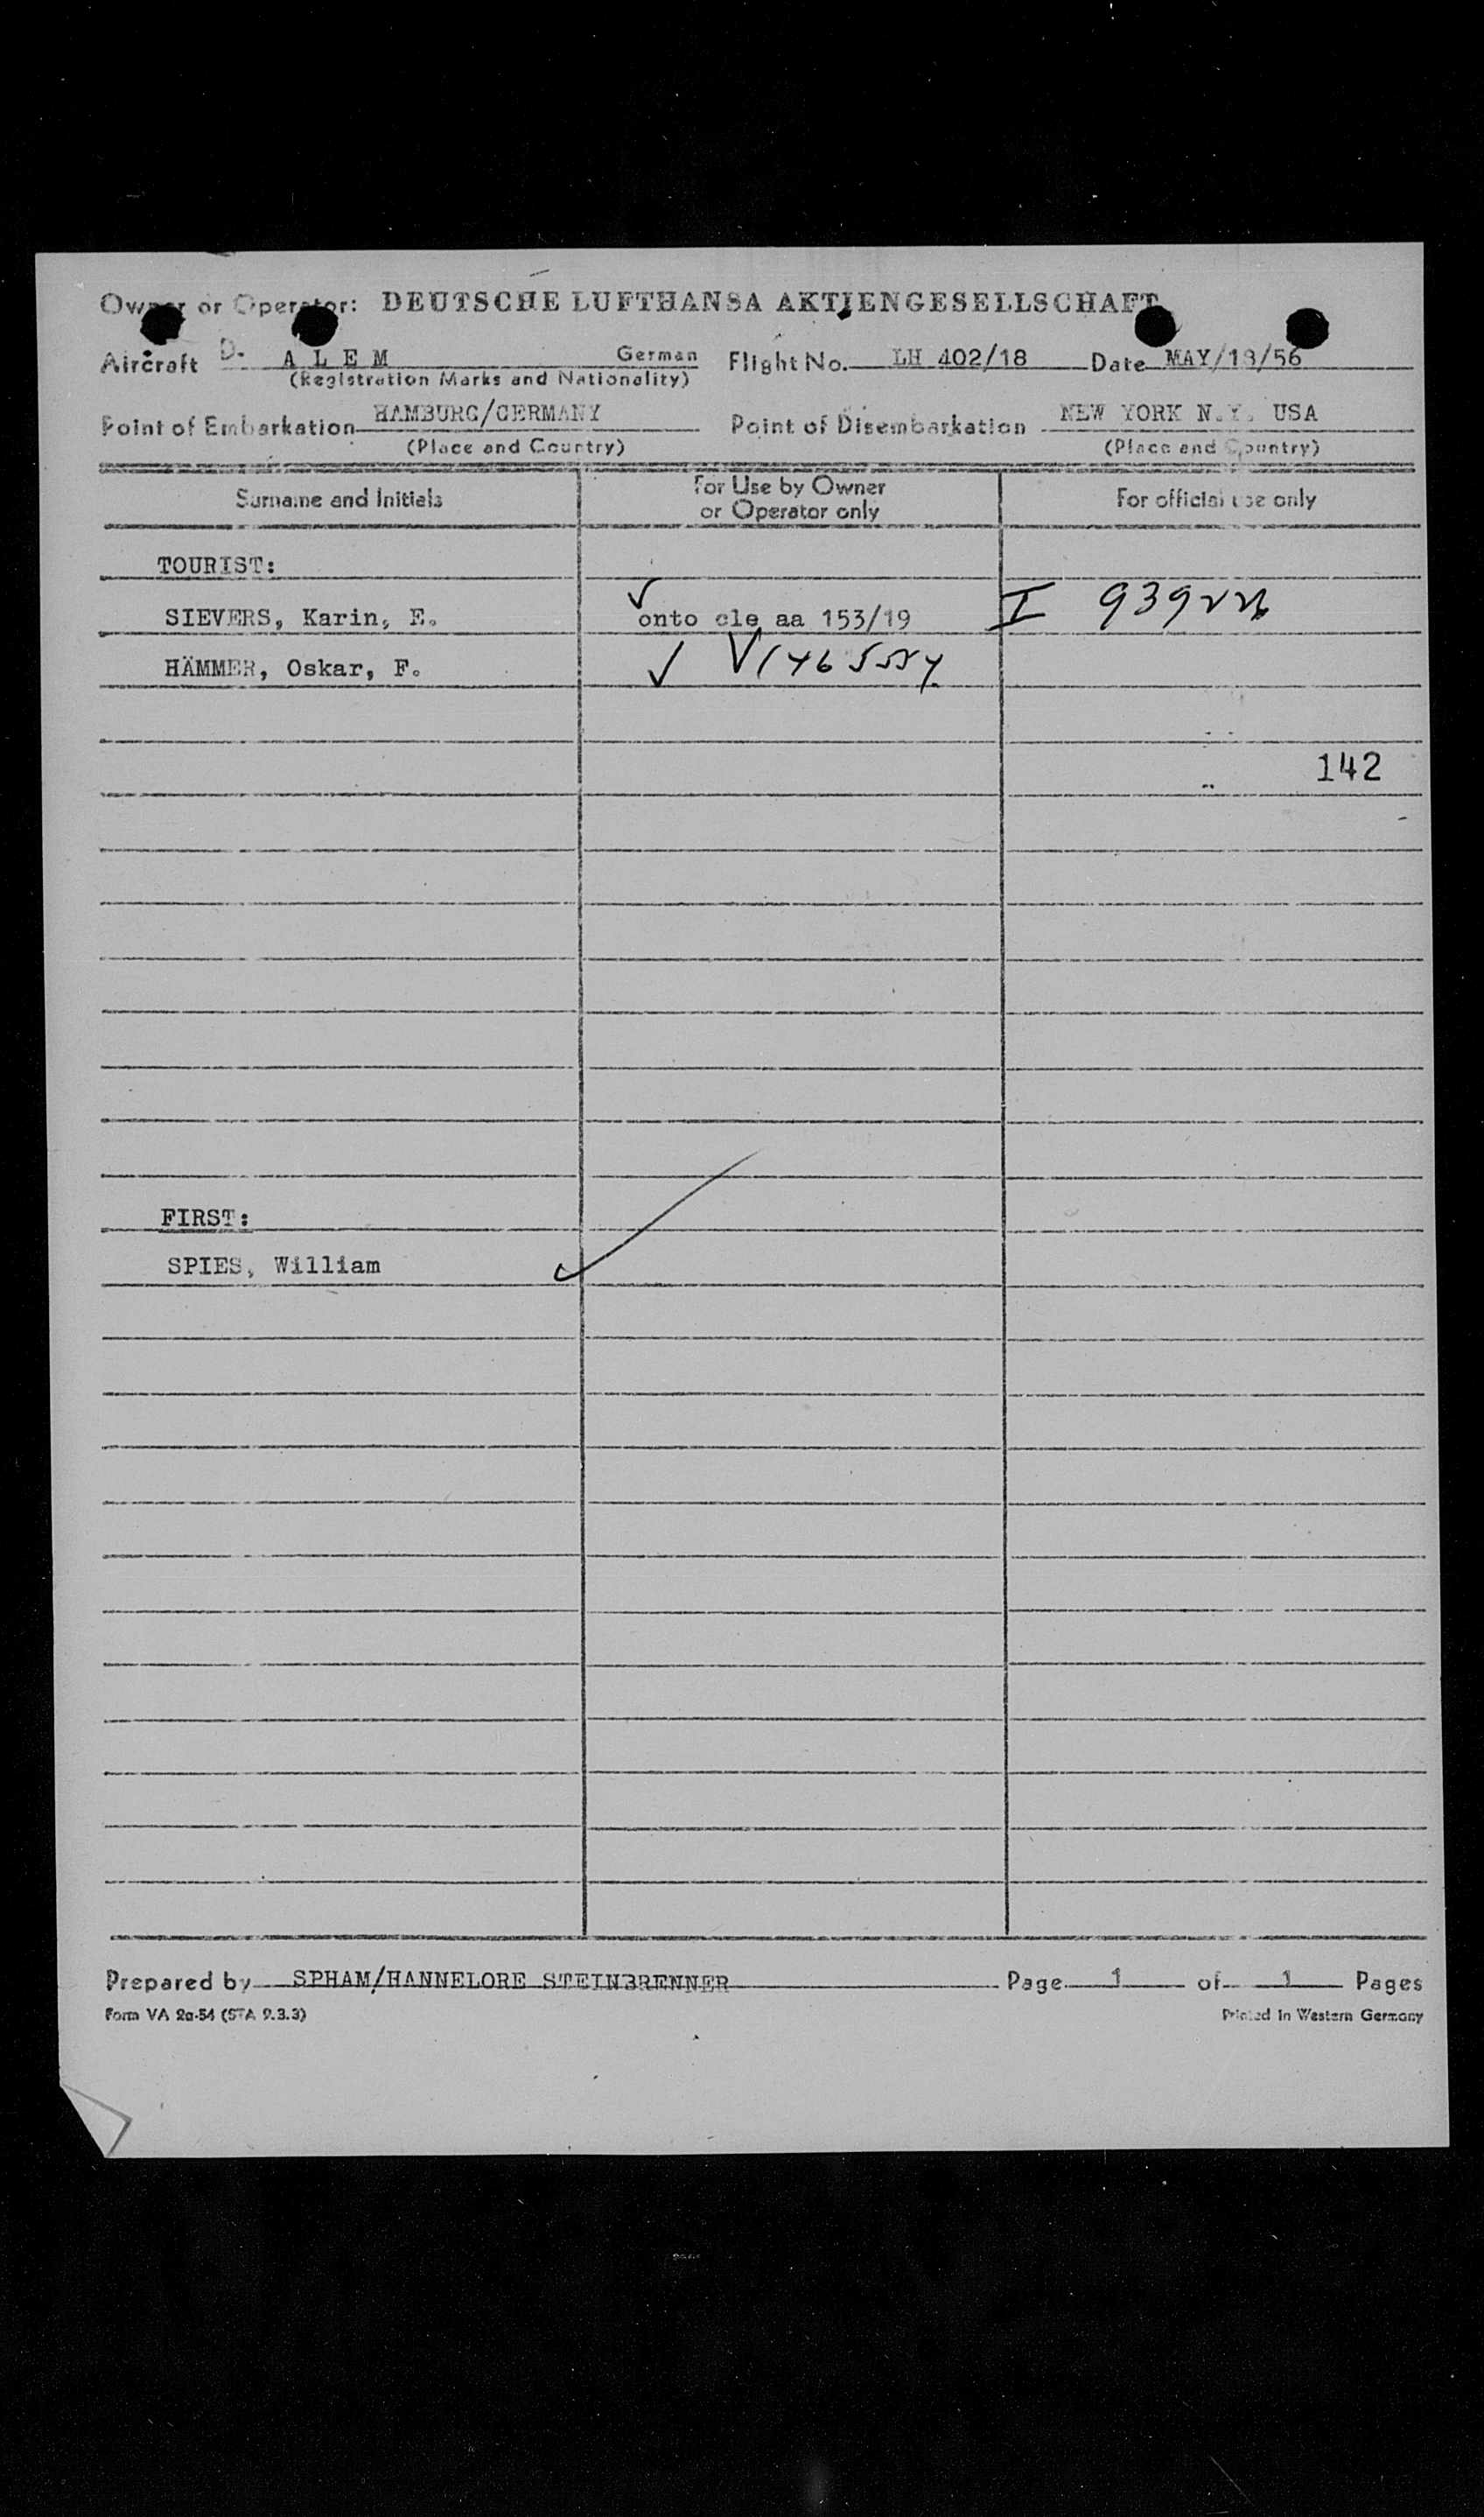 Owner or Operator: DEUTSCHE LUFTHANSA AKTIENGESELLSCHAFT
Aircraft D- A L E M German Flight No. LH 402/18 Date MAY/18/56
(Registration Marks and Nationality)
Point of Embarkation HAMBURG/GERMANY Point of Disembarkation NEW YORK N.Y. USA
(Place and Country) (Place and Country)
Surname and Initials For Use by Owner or Operator only For official use only
TOURIST:
SIEVERS, Karin, E. onto cle aa 153/19 I
HÄMMER, Oskar, F.
142
FIRST:
SPIES, William
Prepared by SPHAM/HANNELORE STEINBRENNER Page 1 of 1 Pages
Form VA 2a-54 (STA 9.3.3) Printed in Western Germany